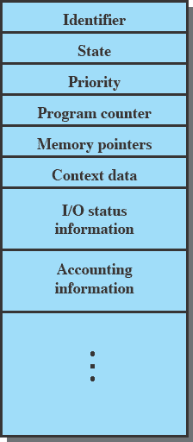 Identifier
State
Priority
Program counter
Memory pointers
Context data
I/O status
information
Accounting
information